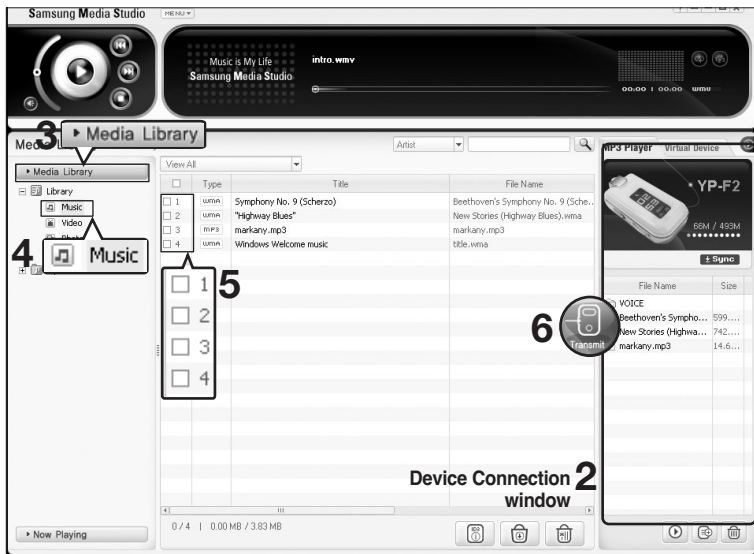 Samsung Media Studio
MENU
Music is My Life
Samsung Media Studio
intro.wmv
00:00 | 00:00 wmv
3 Media Library
Artist
MP3 Player Virtual Device
Media Library
View All
Library
Music
Video
4 Music
Type Title File Name
1 wma Symphony No. 9 (Scherzo) Beethoven's Symphony No. 9 (Sche..
2 wma "Highway Blues" New Stories (Highway Blues).wma
3 mp3 markany.mp3 markany.mp3
4 wma Windows Welcome music title.wma
YP-F2
66M / 493M
Sync
5
1
2
3
4
6
Transmit
File Name Size
VOICE
Beethoven's Sympho... 599....
New Stories (Highwa... 742....
markany.mp3 14.6...
Device Connection 2
window
0 / 4 | 0.00 MB / 3.83 MB
Now Playing